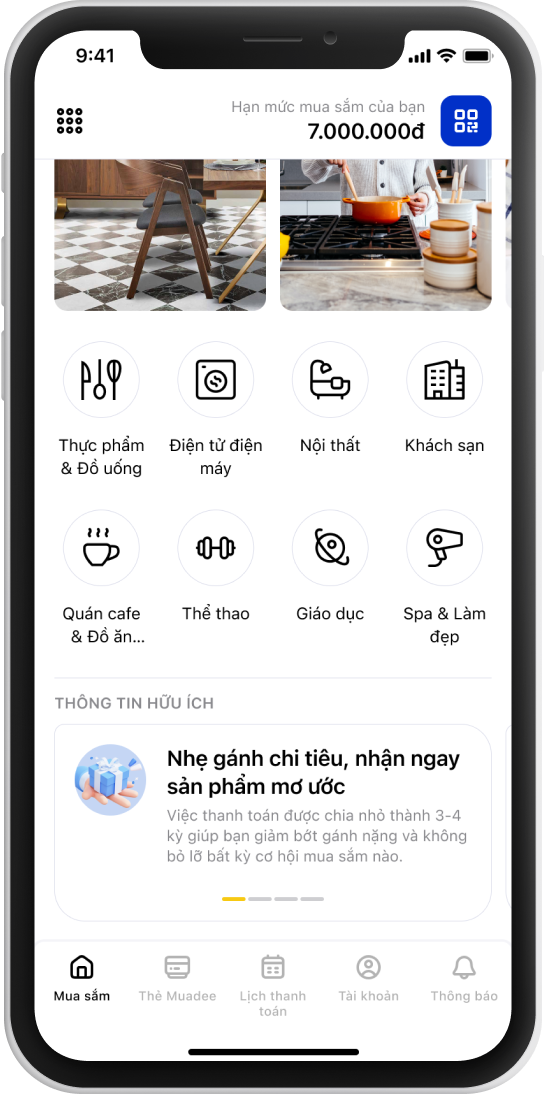 9:41
Hạn mức mua sắm của bạn
7.000.000đ
Thực phẩm
& Đồ uống
Điện tử điện
máy
Nội thất
Khách sạn
Quán cafe
& Đồ ăn...
Thể thao
Giáo dục
Spa & Làm
đẹp
THÔNG TIN HỮU ÍCH
Nhẹ gánh chi tiêu, nhận ngay
sản phẩm mơ ước
Việc thanh toán được chia nhỏ thành 3-4
kỳ giúp bạn giảm bớt gánh nặng và không
bỏ lỡ bất kỳ cơ hội mua sắm nào.
Mua sắm
Thẻ Muadee
Lịch thanh
toán
Tài khoản
Thông báo